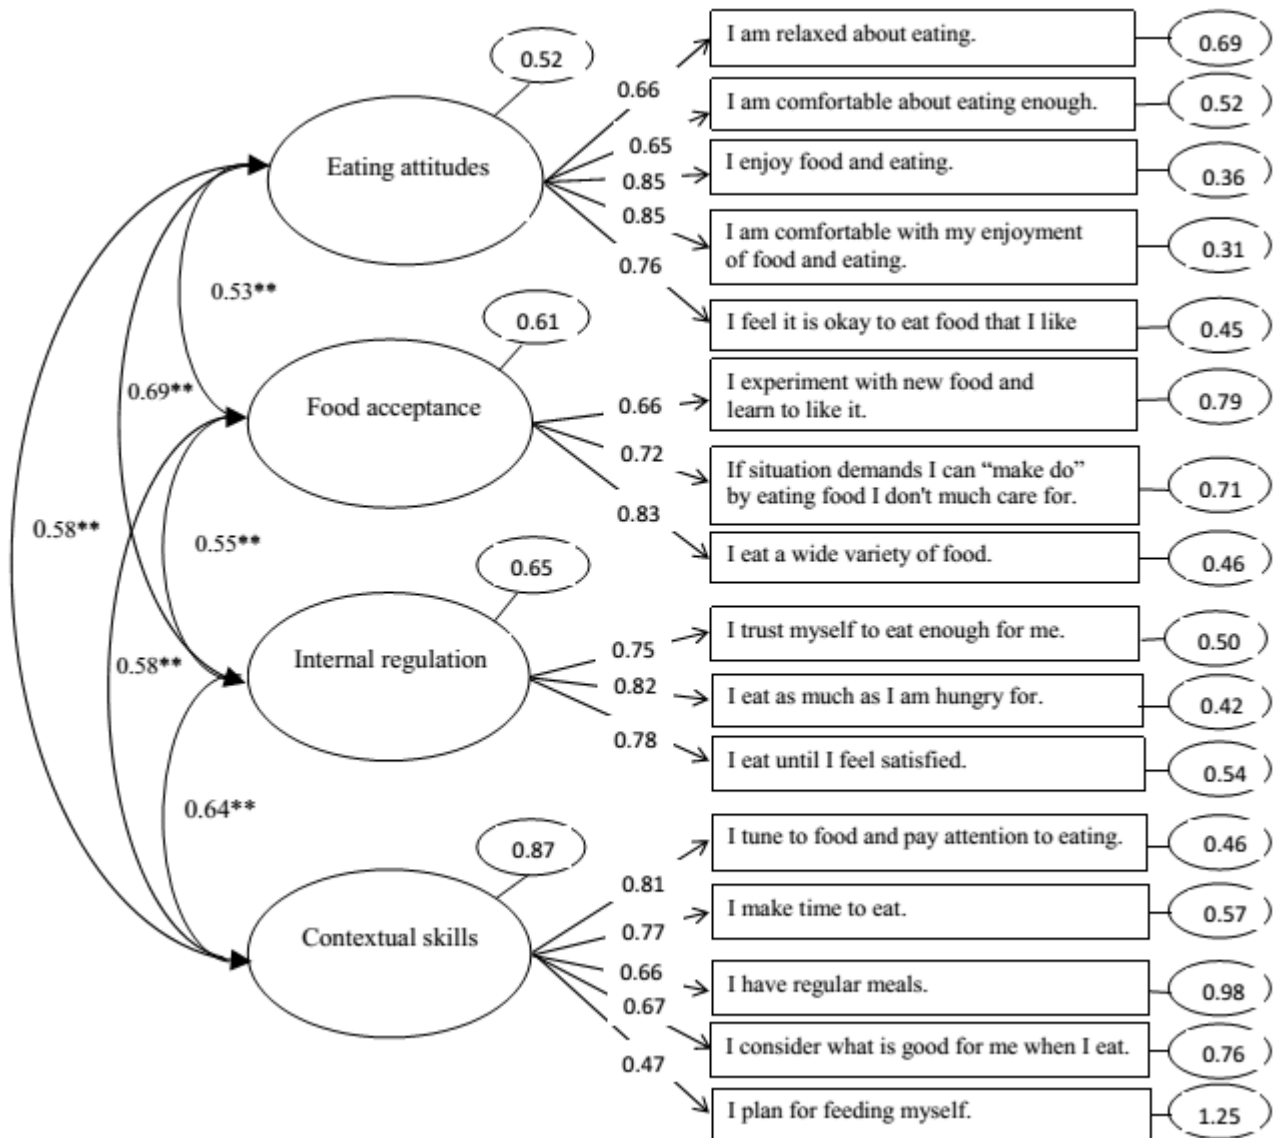 I am relaxed about eating.
0.69
0.52
0.66
I am comfortable about eating enough.
0.52
Eating attitudes
0.65
I enjoy food and eating.
0.36
0.85
0.85
I am comfortable with my enjoyment
of food and eating.
0.31
0.76
0.53**
I feel it is okay to eat food that I like
0.45
0.61
0.69**
Food acceptance
0.66
I experiment with new food and
learn to like it.
0.79
0.72
If situation demands I can “make do”
by eating food I don't much care for.
0.71
0.83
0.58**
0.55**
I eat a wide variety of food.
0.46
0.65
0.58**
Internal regulation
0.75
I trust myself to eat enough for me.
0.50
0.82
I eat as much as I am hungry for.
0.42
0.78
I eat until I feel satisfied.
0.54
0.64**
0.87
I tune to food and pay attention to eating.
0.46
0.81
Contextual skills
0.77
I make time to eat.
0.57
0.66
I have regular meals.
0.98
0.67
I consider what is good for me when I eat.
0.76
0.47
I plan for feeding myself.
1.25